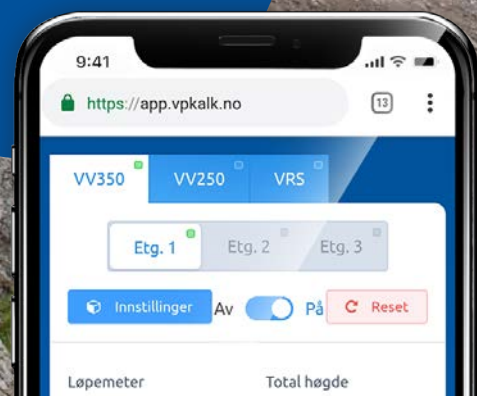 9:41
https://app.vpkalk.no 13
VV350 VV250 VRS
Etg. 1 Etg. 2 Etg. 3
Innstillinger Av På Reset
Løpemeter Total høgde